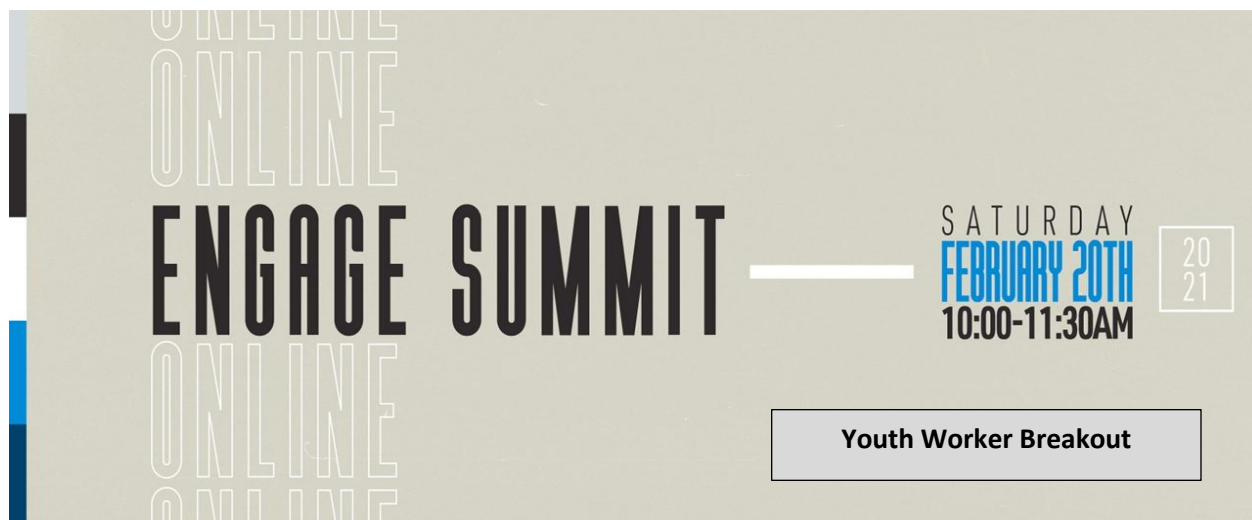 ONLINE
ONLINE
ENGAGE SUMMIT
SATURDAY
FEBRUARY 20TH
10:00-11:30AM
20
21
ONLINE
ONLINE
Youth Worker Breakout